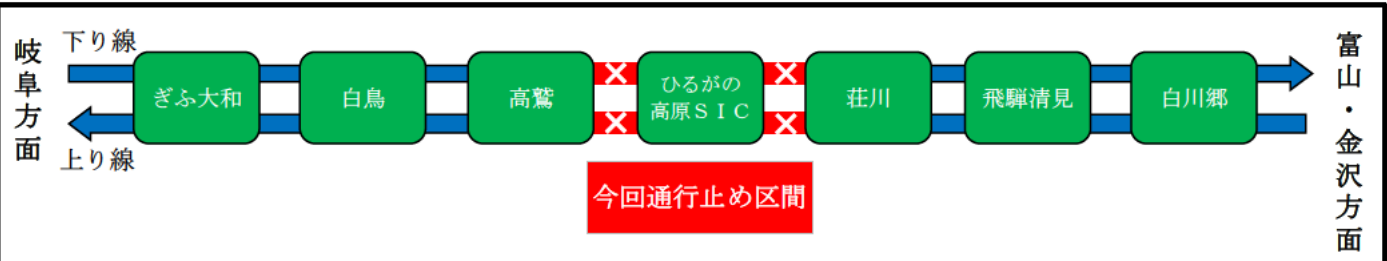 岐阜方面
下り線
上り線
ぎふ大和
白鳥
高鷲
ひるがの
高原ＳＩＣ
荘川
飛騨清見
白川郷
富山・金沢方面
今回通行止め区間